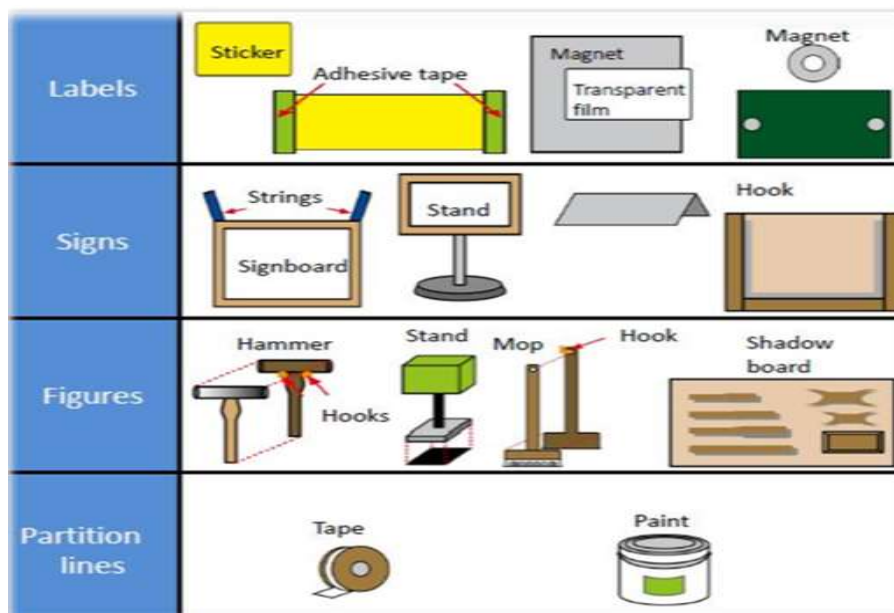 Labels
Sticker
Adhesive tape
Magnet
Transparent
film
Magnet
Signs
Strings
Signboard
Stand
Hook
Figures
Hammer
Hooks
Stand
Mop
Hook
Shadow
board
Partition
lines
Tape
Paint